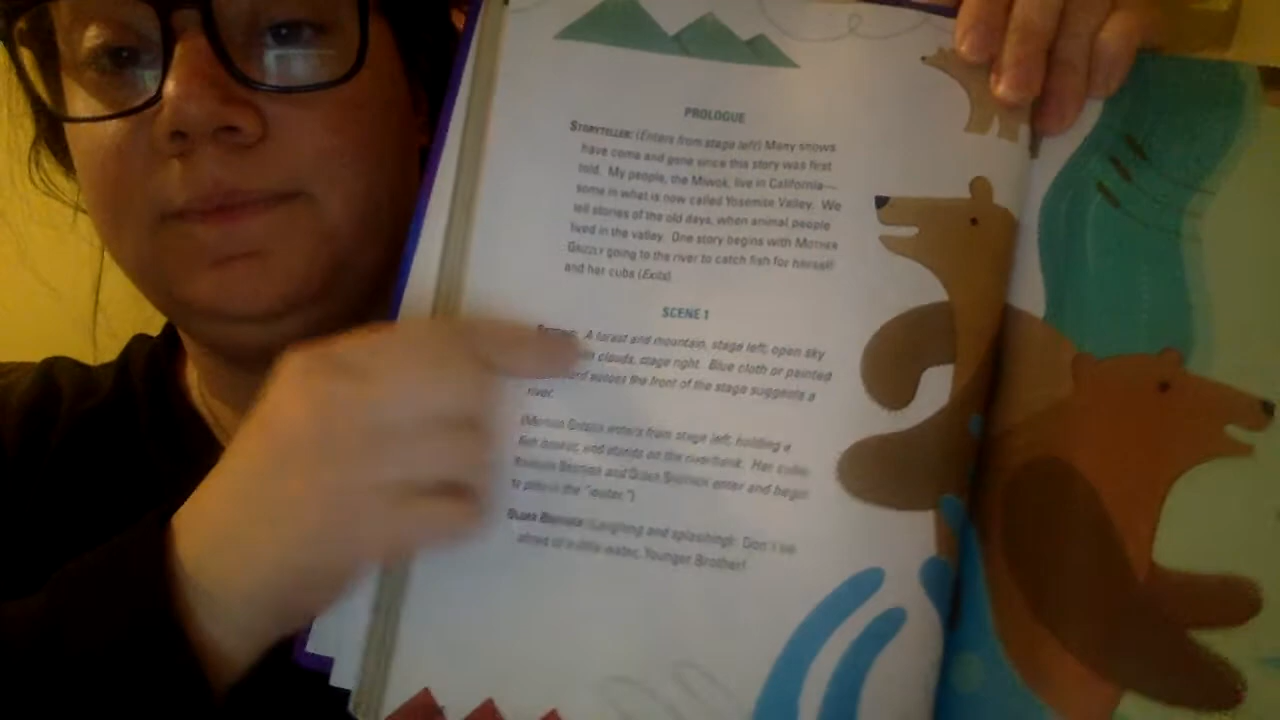 PROLOGUE
STORYTELLER: (Enters from stage left) Many snows
have come and gone since this story was first
told. My people, the Miwok, live in California—
some in what is now called Yosemite Valley. We
tell stories of the old days, when animal people
lived in the valley. One story begins with MOTHER
GRIZZLY going to the river to catch fish for herself
and her cubs (Exits)
SCENE 1
A forest and mountain, stage left; open sky
clouds, stage right. Blue cloth or painted
across the front of the stage suggests a
river.
(MOTHER GRIZZLY enters from stage left, holding a
fish basket, and stands on the riverbank. Her cubs
and enter and begin
to play in the "water.")
OLDER BROTHER (Laughing and splashing): Don't be
afraid of a little water, Younger Brother!